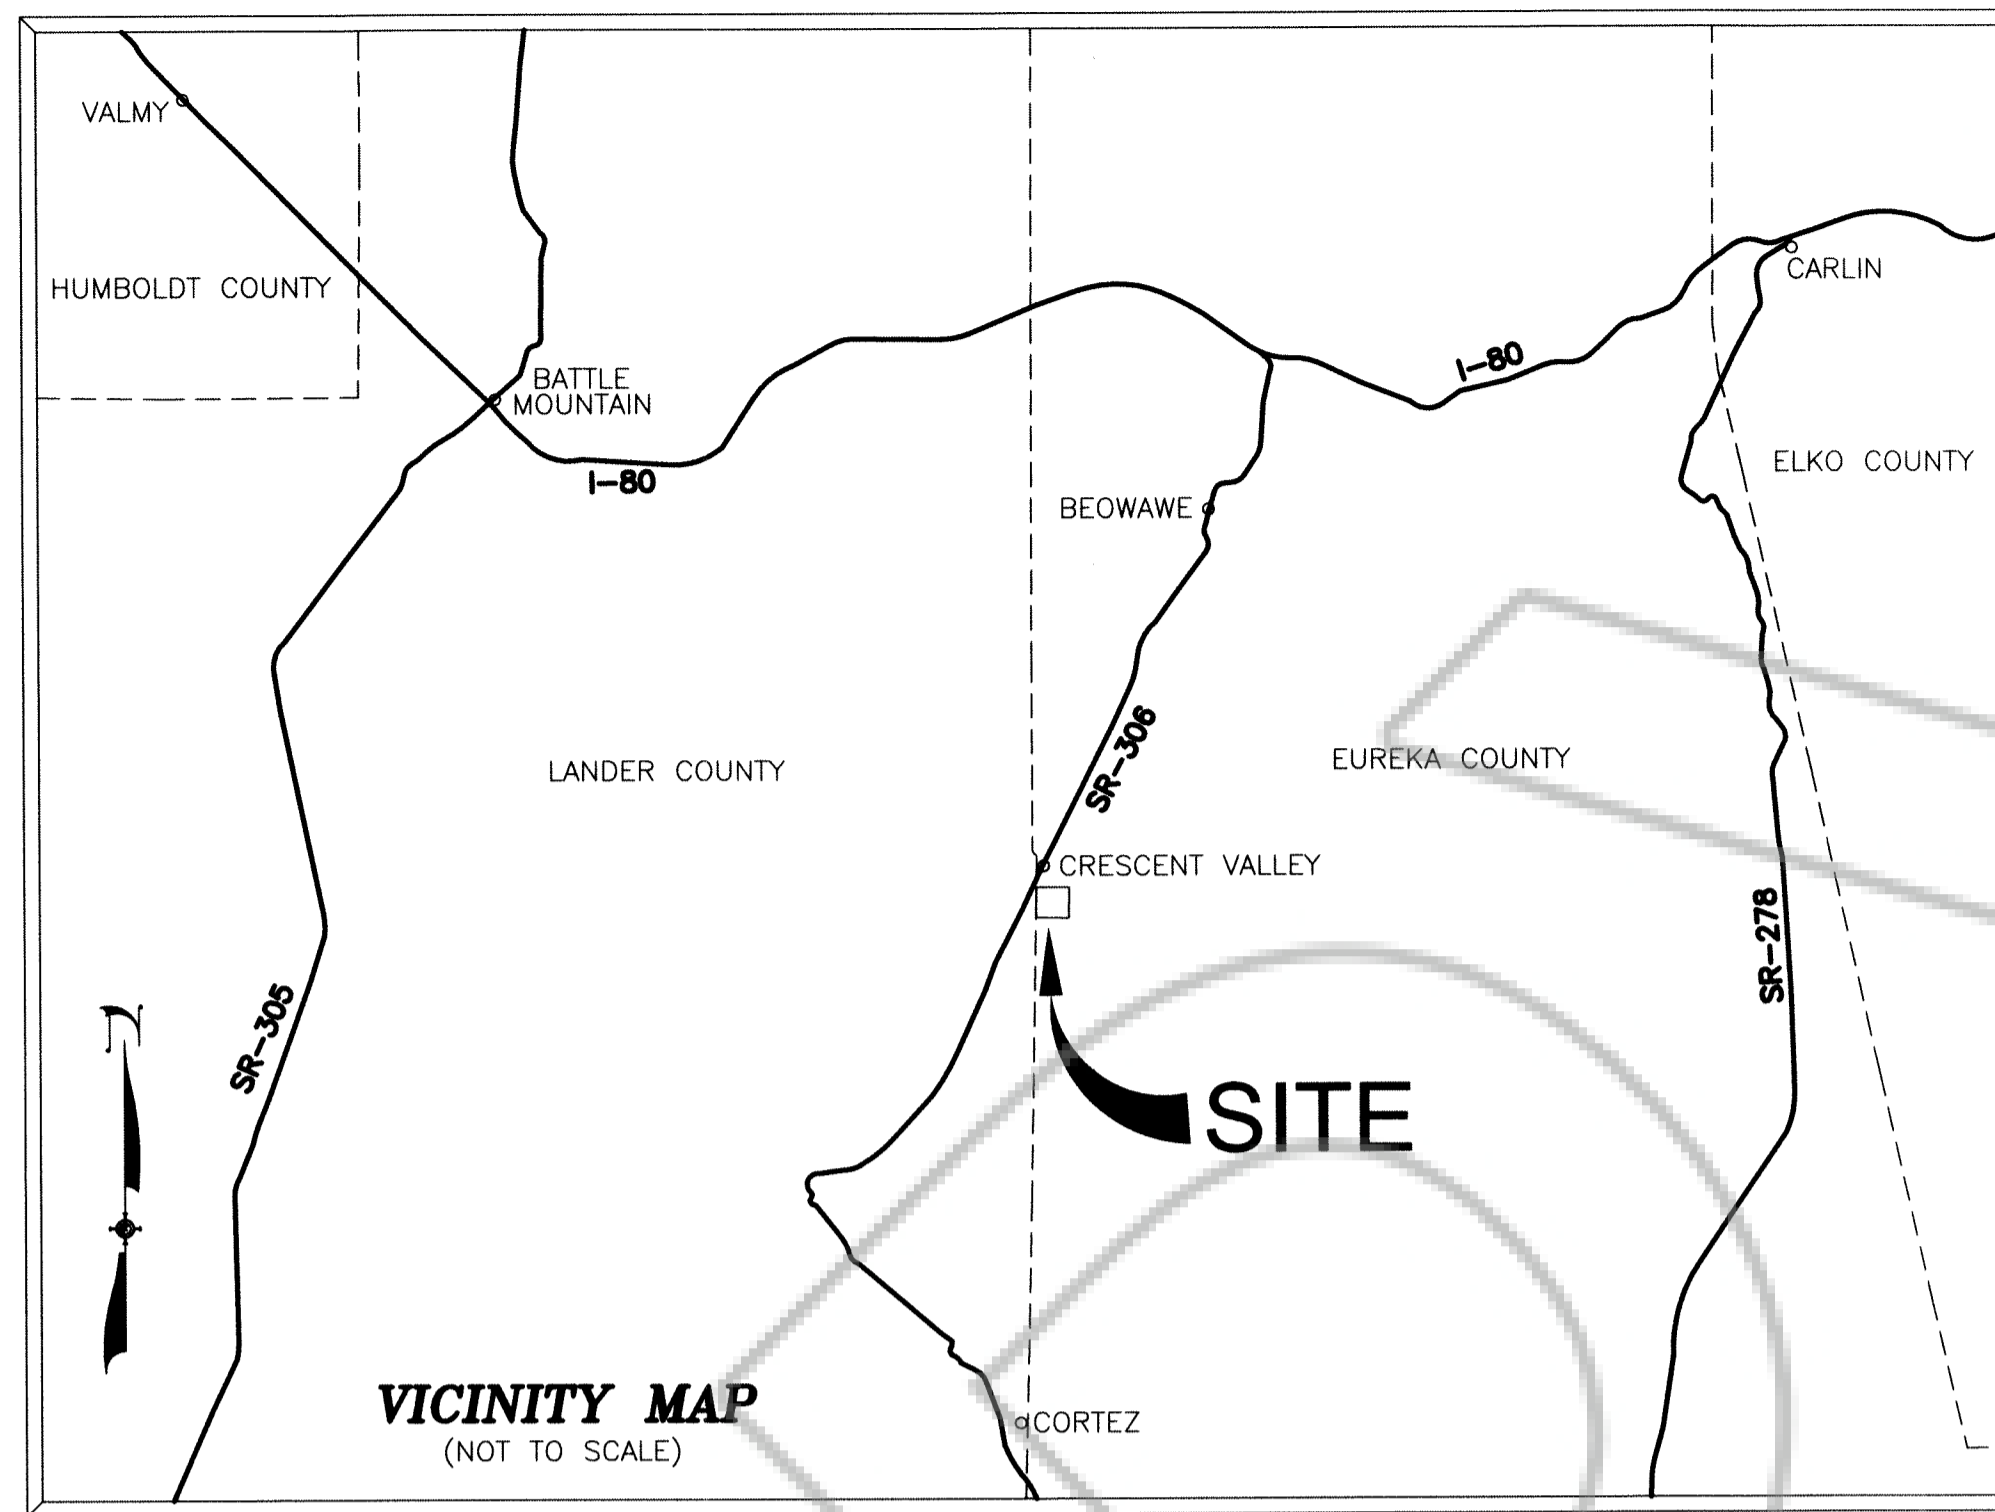 VALMY
HUMBOLDT COUNTY
BATTLE
MOUNTAIN
I-80
I-80
CARLIN
ELKO COUNTY
BEOWAWE
SR-306
LANDER COUNTY
EUREKA COUNTY
CRESCENT VALLEY
SR-278
SR-305
SITE
VICINITY MAP
(NOT TO SCALE)
CORTEZ